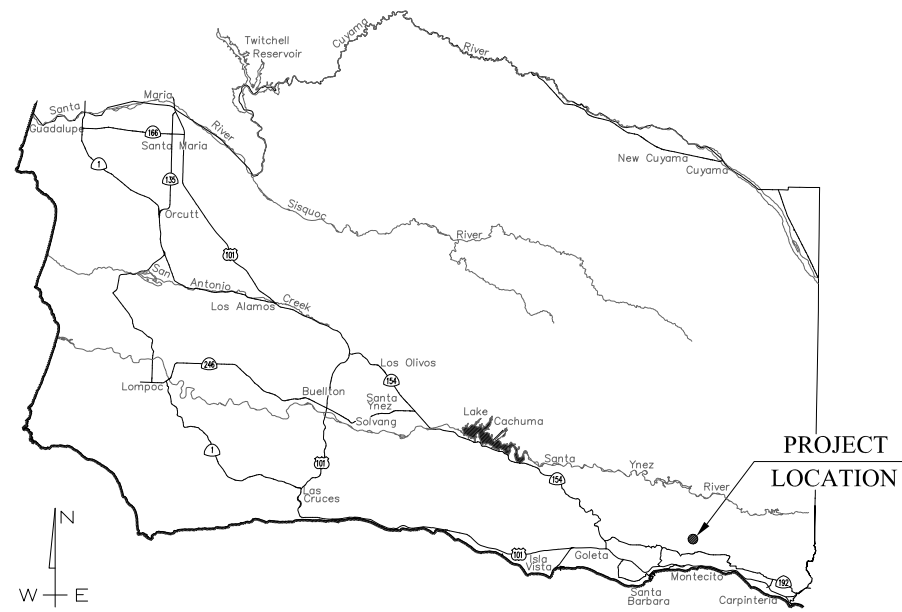 Twitchell
Reservoir
Cuyama
River
Santa
Maria
River
Guadalupe
166
Santa Maria
1
135
New Cuyama
Cuyama
Orcutt
Sisquoc
River
101
San
Antonio
Creek
Los Alamos
246
Los Olivos
154
Lompoc
Buellton
Santa
Ynez
Solvang
Lake
Cachuma
1
101
Santa
Ynez
River
154
PROJECT
LOCATION
Las
Cruces
N
W
E
101
Isla
Vista
Goleta
Montecito
192
Santa
Barbara
Carpinteria